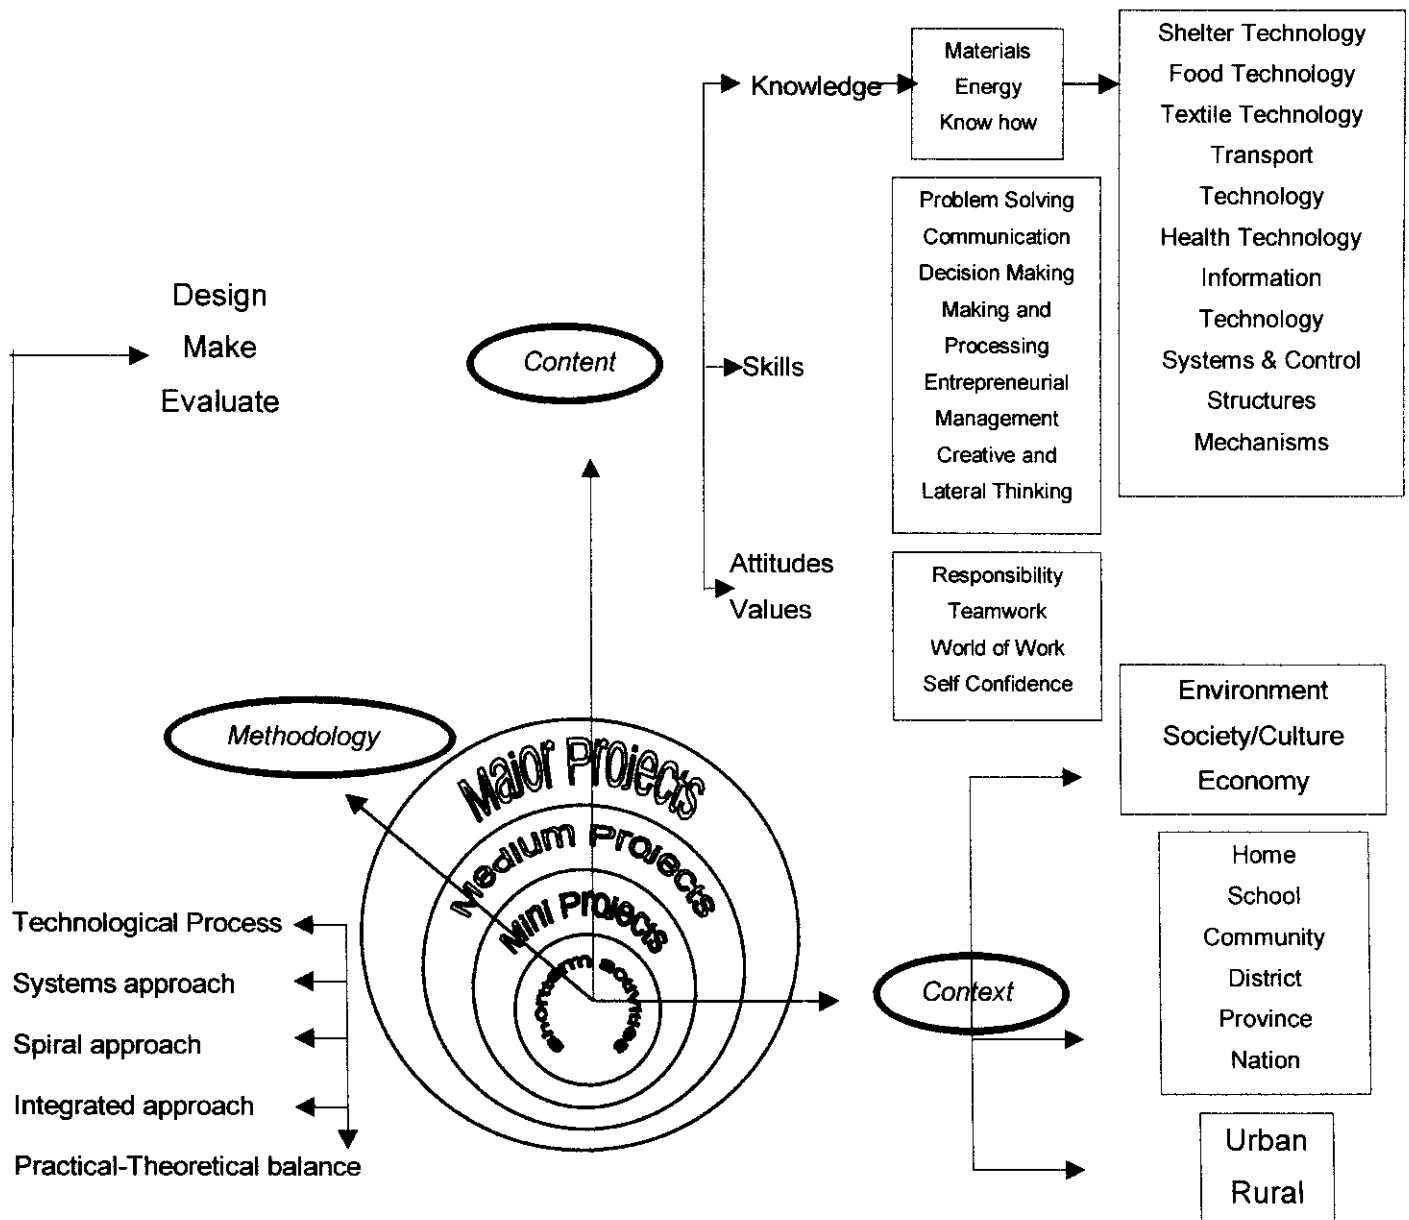 Knowledge
Materials
Energy
Know how
Shelter Technology
Food Technology
Textile Technology
Transport
Technology
Health Technology
Information
Technology
Systems & Control
Structures
Mechanisms
Problem Solving
Communication
Decision Making
Making and
Processing
Entrepreneurial
Management
Creative and
Lateral Thinking
Design
Make
Evaluate
Content
Skills
Attitudes
Values
Responsibility
Teamwork
World of Work
Self Confidence
Methodology
Major Projects
Medium Projects
Mini Projects
Environment
Society/Culture
Economy
Home
School
Community
District
Province
Nation
Context
Urban
Rural
Technological Process
Systems approach
Spiral approach
Integrated approach
Practical-Theoretical balance